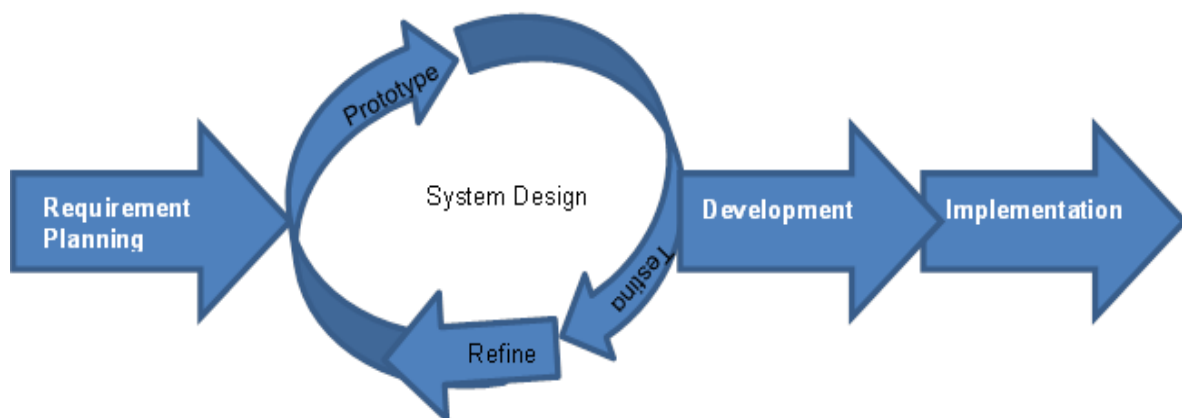 Prototype
System Design
Requirement
Planning
Development
Implementation
Testing
Refine